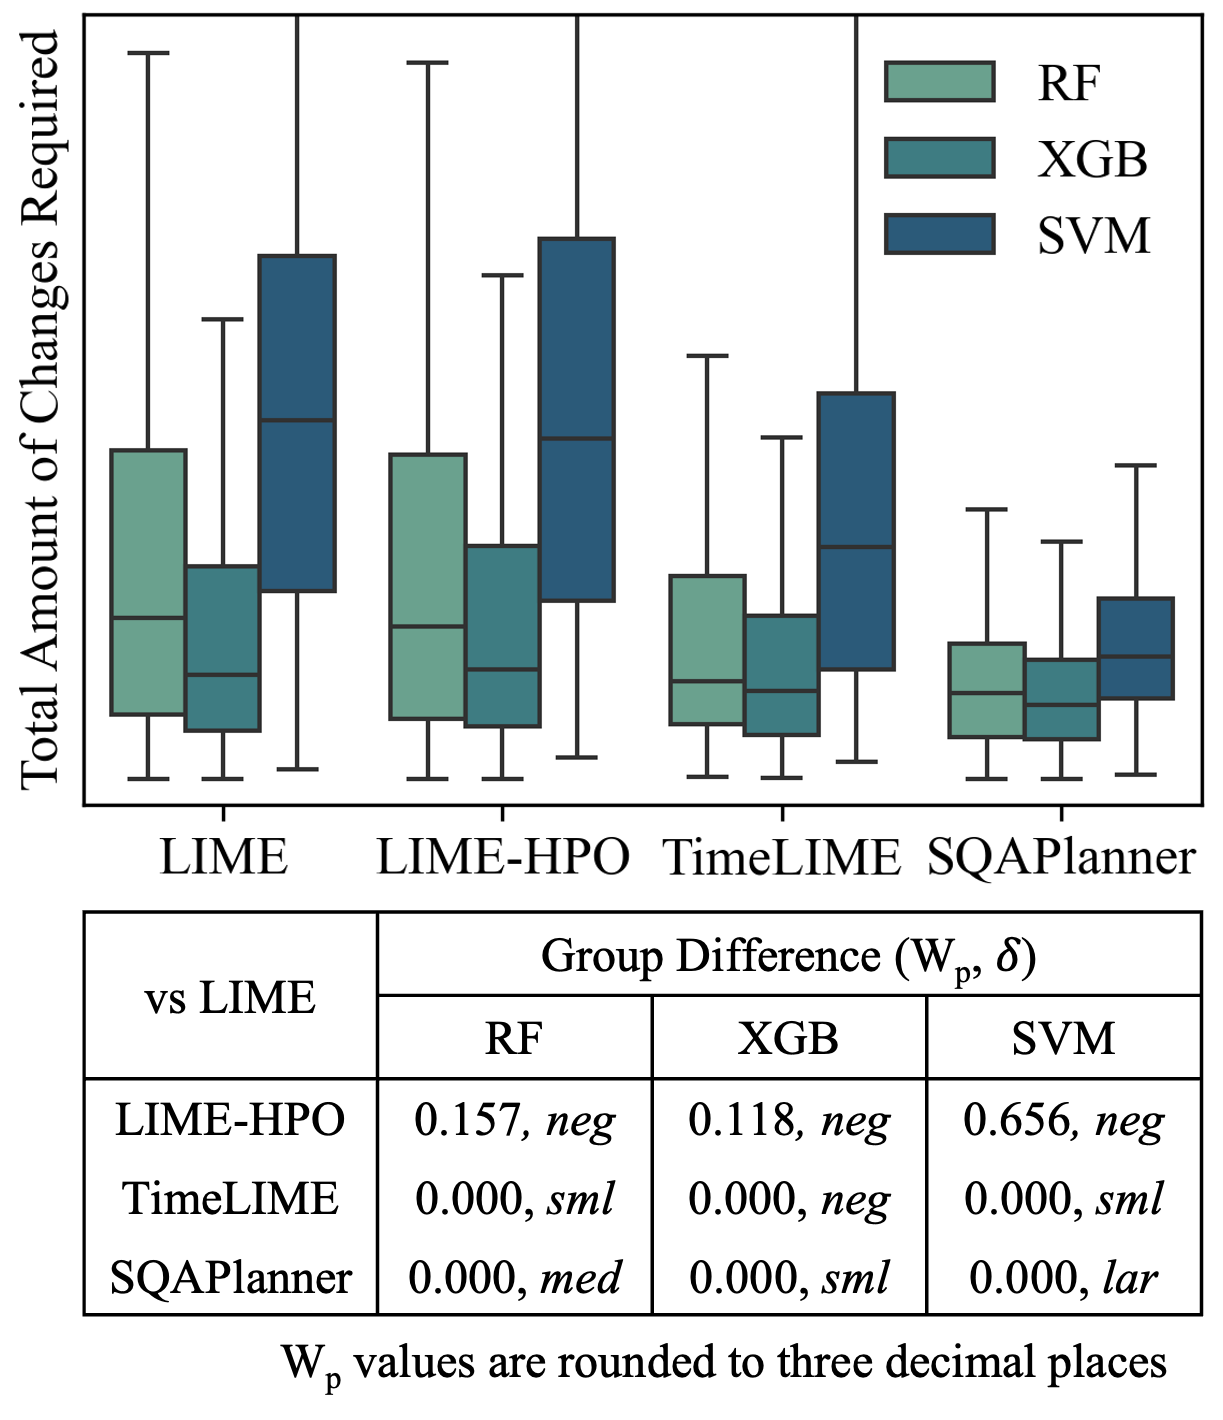 Total Amount of Changes Required
RF
XGB
SVM
LIME LIME-HPO TimeLIME SQAPlanner
vs LIME
Group Difference (Wp, δ)
RF XGB SVM
LIME-HPO 0.157, neg 0.118, neg 0.656, neg
TimeLIME 0.000, sml 0.000, neg 0.000, sml
SQAPlanner 0.000, med 0.000, sml 0.000, lar
Wp values are rounded to three decimal places